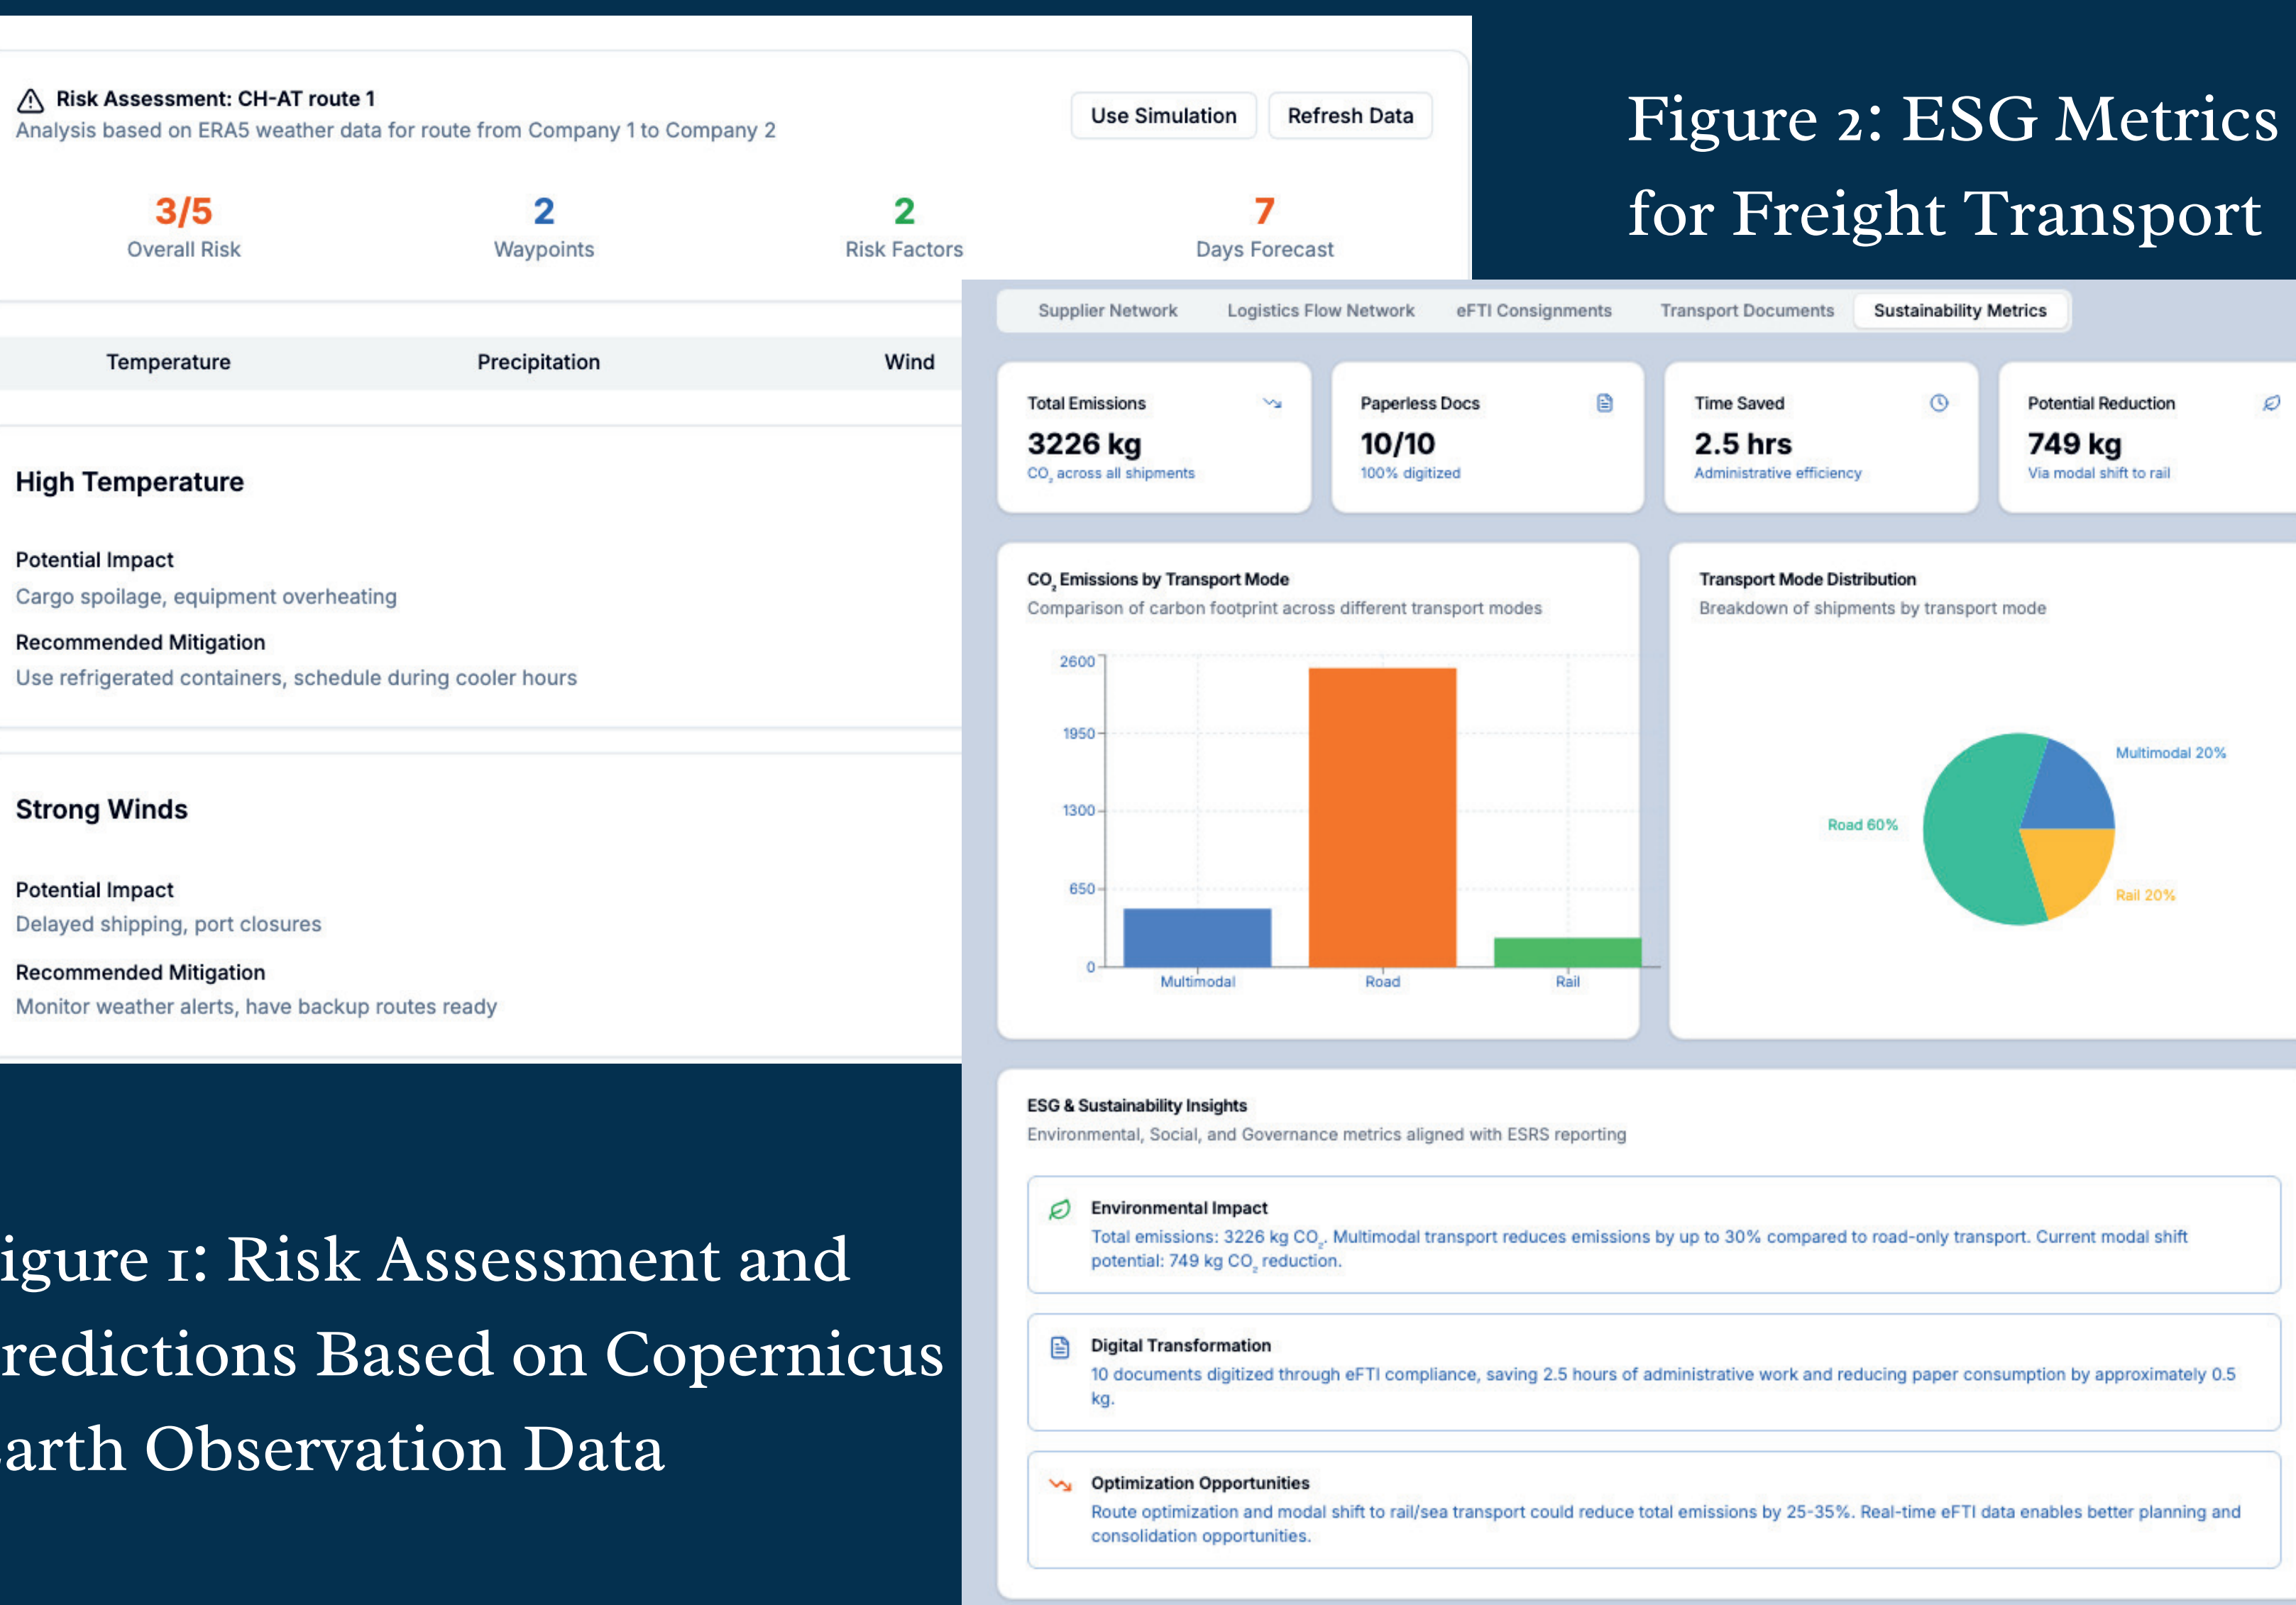 Risk Assessment: CH-AT route 1
Analysis based on ERA5 weather data for route from Company 1 to Company 2
Use Simulation
Refresh Data
3/5
Overall Risk
2
Waypoints
2
Risk Factors
7
Days Forecast
Temperature
Precipitation
Wind
High Temperature
Potential Impact
Cargo spoilage, equipment overheating
Recommended Mitigation
Use refrigerated containers, schedule during cooler hours
Strong Winds
Potential Impact
Delayed shipping, port closures
Recommended Mitigation
Monitor weather alerts, have backup routes ready
igure 1: Risk Assessment and
redictions Based on Copernicus
arth Observation Data
Figure 2: ESG Metrics
for Freight Transport
Supplier Network
Logistics Flow Network
eFTI Consignments
Transport Documents
Sustainability Metrics
Total Emissions
3226 kg
CO₂ across all shipments
Paperless Docs
10/10
100% digitized
Time Saved
2.5 hrs
Administrative efficiency
Potential Reduction
749 kg
Via modal shift to rail
CO₂ Emissions by Transport Mode
Comparison of carbon footprint across different transport modes
2600
1950
1300
650
0
Multimodal
Road
Rail
Transport Mode Distribution
Breakdown of shipments by transport mode
Multimodal 20%
Road 60%
Rail 20%
ESG & Sustainability Insights
Environmental, Social, and Governance metrics aligned with ESRS reporting
Environmental Impact
Total emissions: 3226 kg CO₂. Multimodal transport reduces emissions by up to 30% compared to road-only transport. Current modal shift
potential: 749 kg CO₂ reduction.
Digital Transformation
10 documents digitized through eFTI compliance, saving 2.5 hours of administrative work and reducing paper consumption by approximately 0.5
kg.
Optimization Opportunities
Route optimization and modal shift to rail/sea transport could reduce total emissions by 25-35%. Real-time eFTI data enables better planning and
consolidation opportunities.